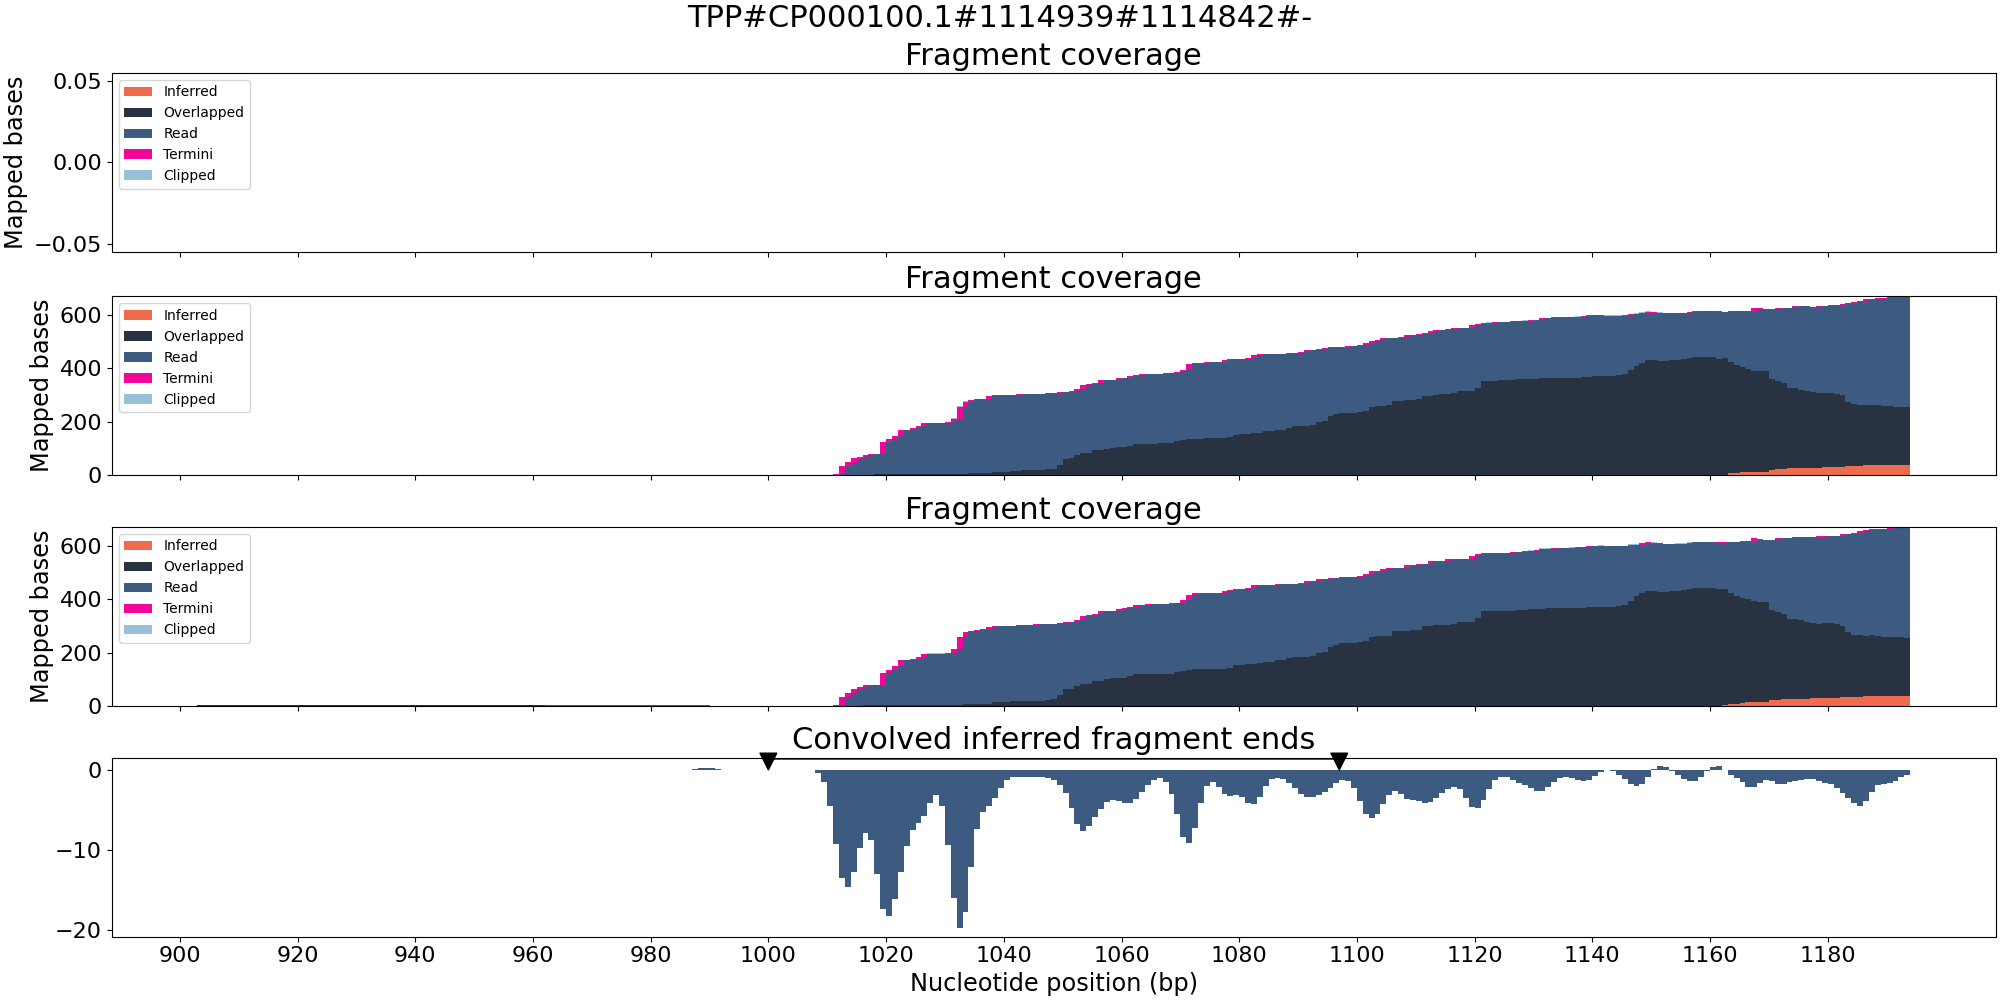 TPP#CP000100.1#1114939#1114842#-
Fragment coverage
Mapped bases
0.05
0.00
−0.05
Inferred
Overlapped
Read
Termini
Clipped
Fragment coverage
Mapped bases
600
400
200
0
Inferred
Overlapped
Read
Termini
Clipped
Fragment coverage
Mapped bases
600
400
200
0
Inferred
Overlapped
Read
Termini
Clipped
Convolved inferred fragment ends
0
−10
−20
900 920 940 960 980 1000 1020 1040 1060 1080 1100 1120 1140 1160 1180
Nucleotide position (bp)